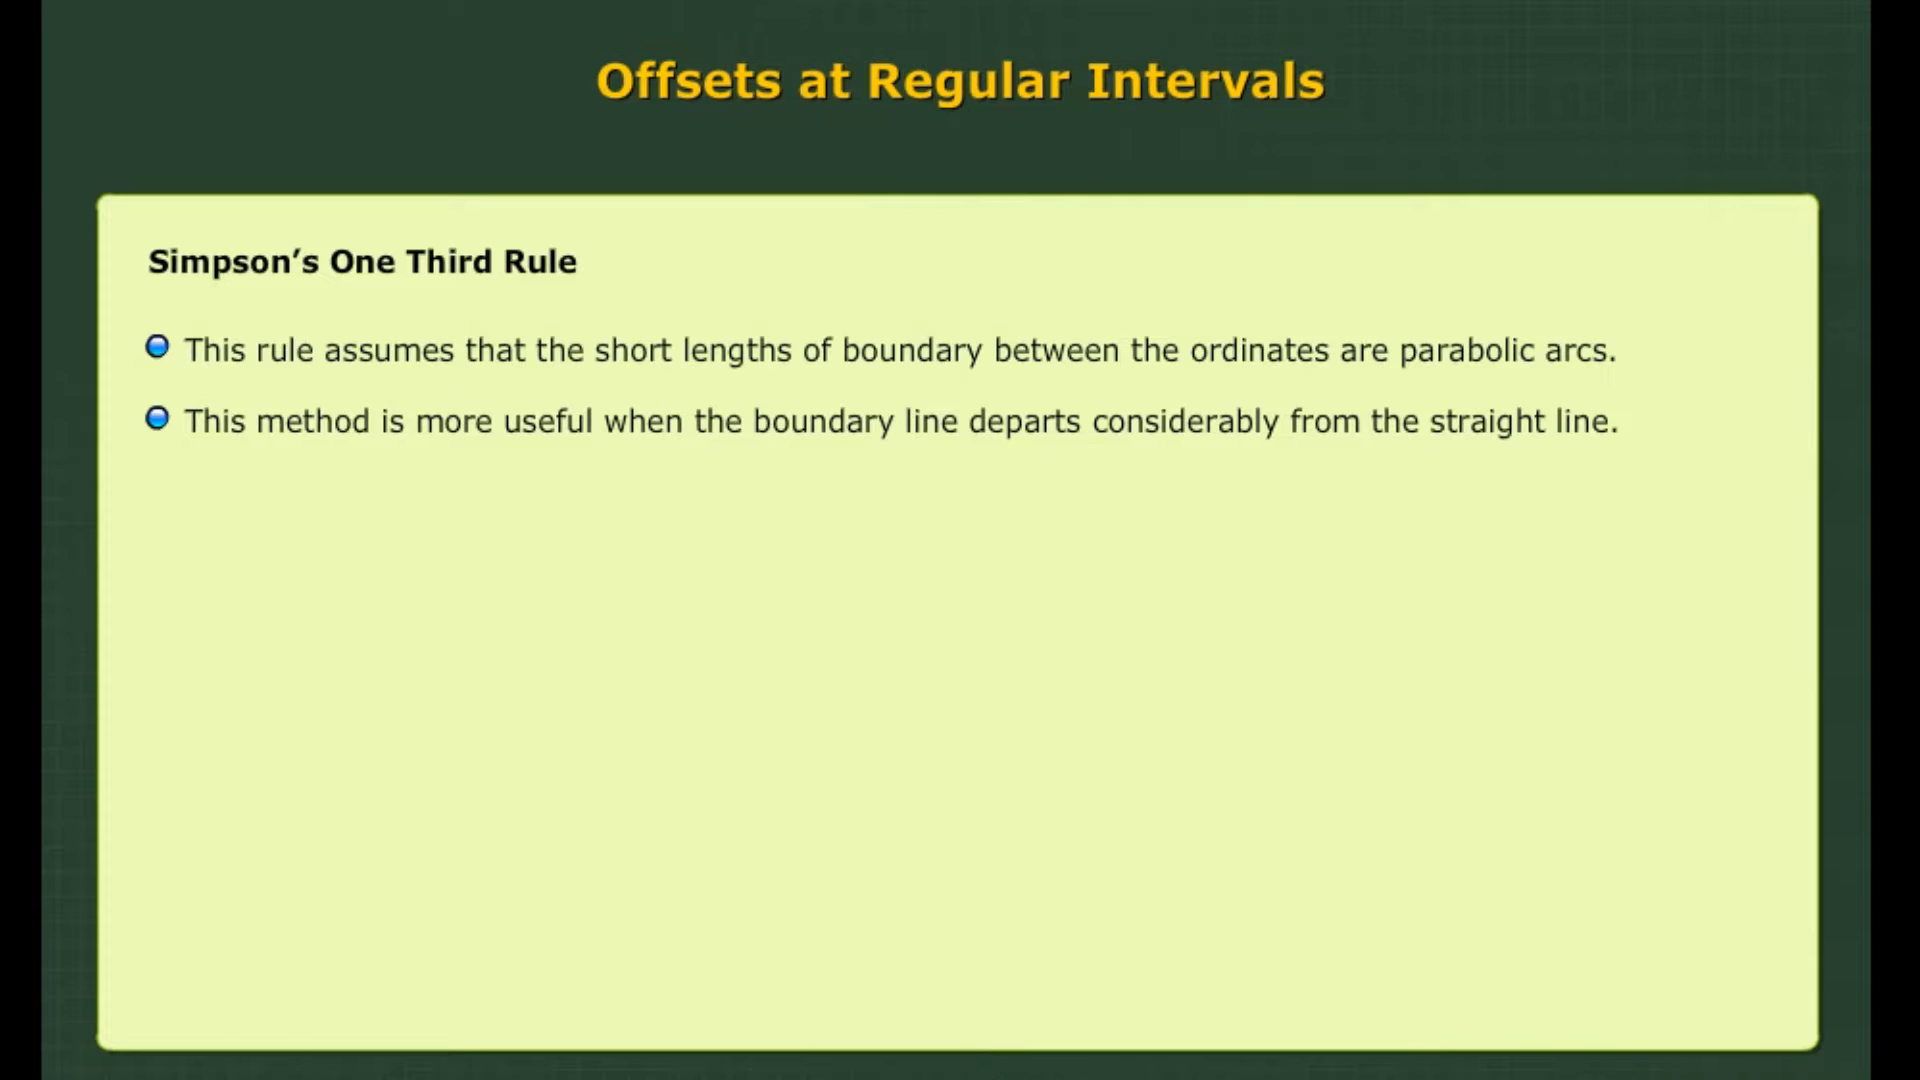 Offsets at Regular Intervals
Simpson’s One Third Rule
This rule assumes that the short lengths of boundary between the ordinates are parabolic arcs.
This method is more useful when the boundary line departs considerably from the straight line.